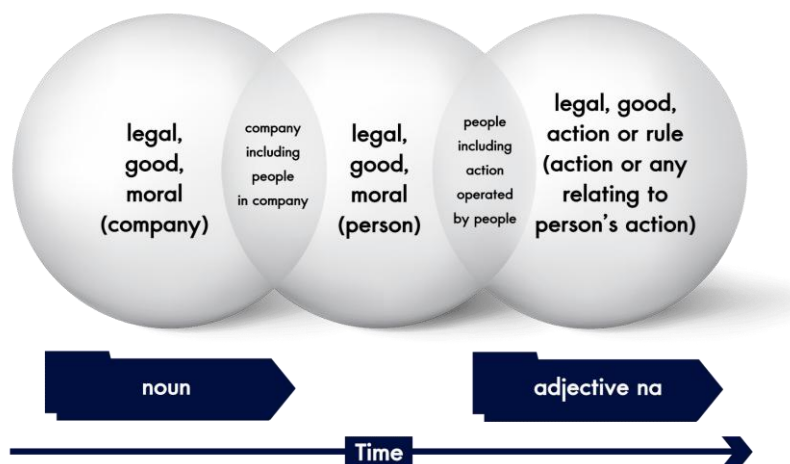 legal,
good,
moral
(company)
company
including
people
in company
legal,
good,
moral
(person)
people
including
action
operated
by people
legal, good,
action or rule
(action or any
relating to
person's action)
noun
adjective na
Time